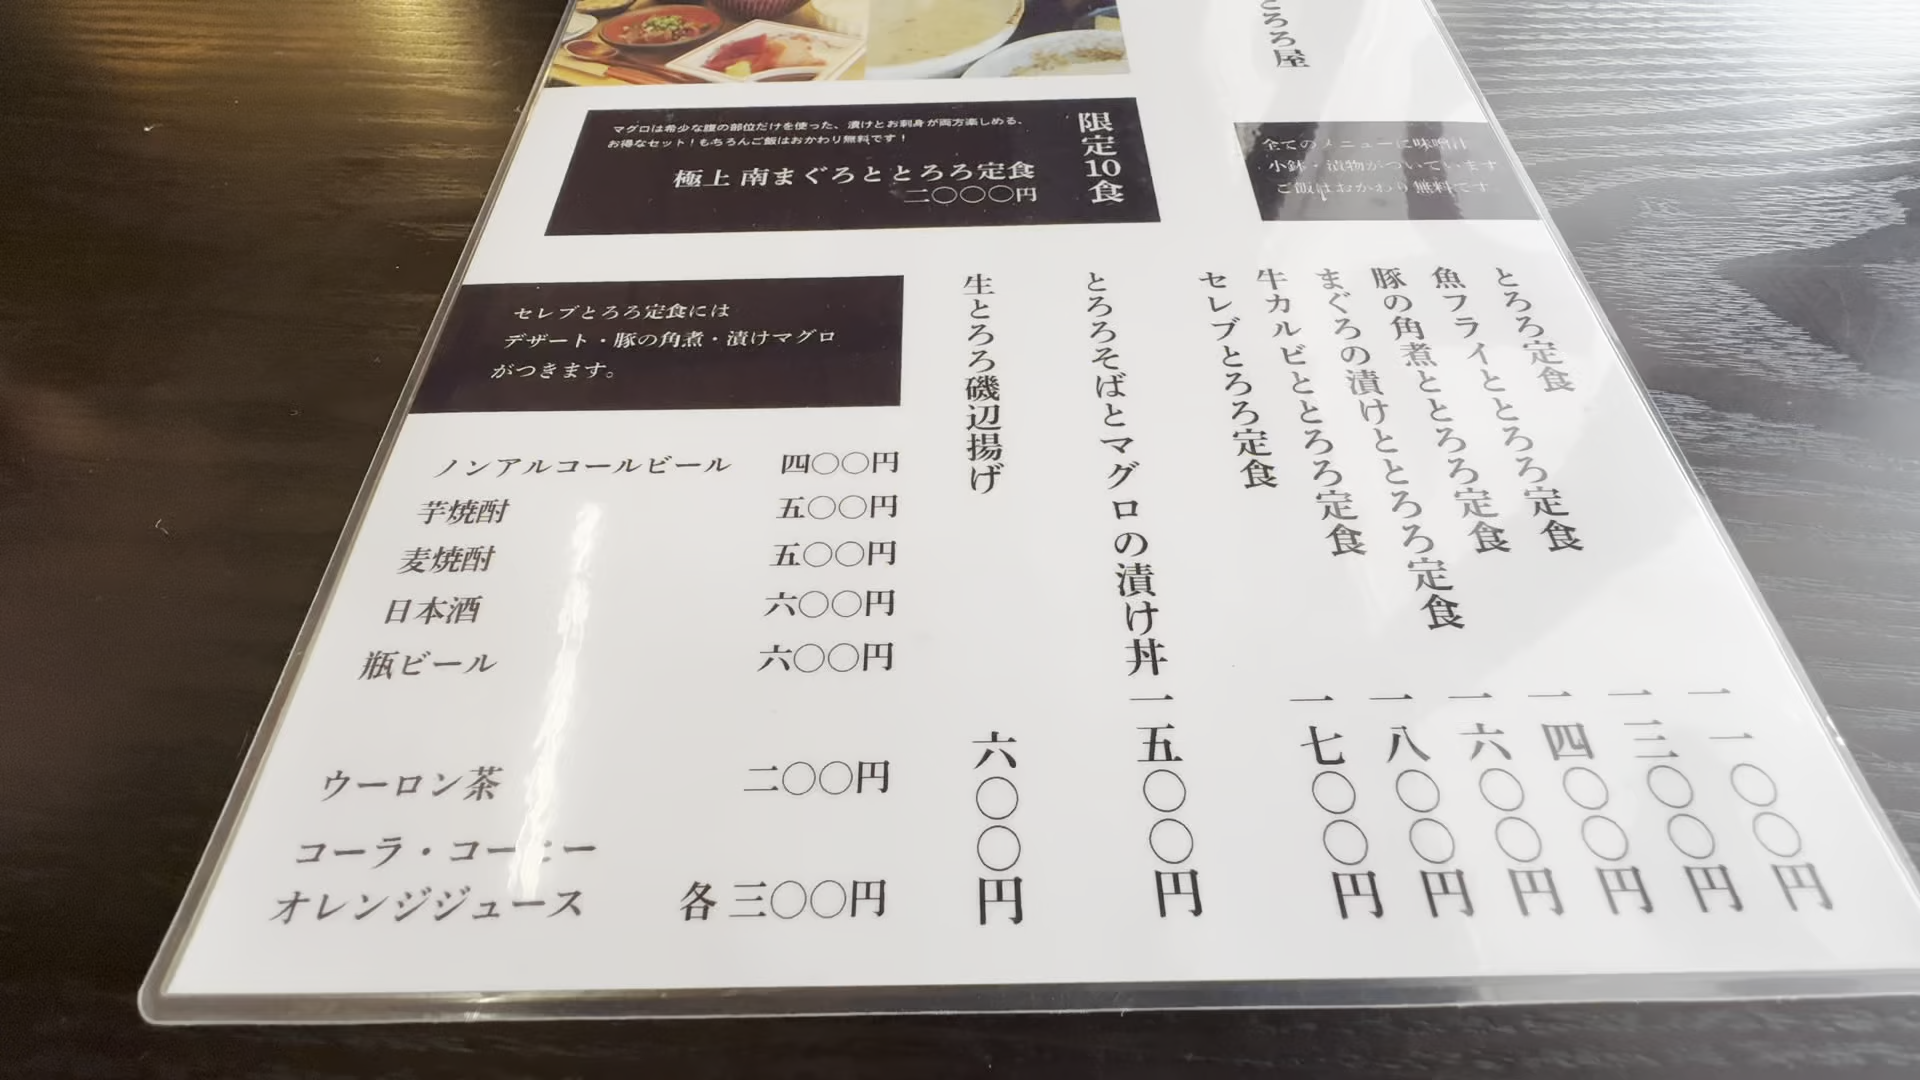 とろろ屋
全てのメニューに味噌汁
小鉢・漬物がついています
ご飯はおかわり無料です
限定10食
マグロは希少な腹の部位だけを使った、漬けとお刺身が両方楽しめる、
お得なセット！もちろんご飯はおかわり無料です！
極上 南まぐろととろろ定食
二〇〇〇円
とろろ定食 一一〇〇円
魚フライととろろ定食 一三〇〇円
豚の角煮ととろろ定食 一四〇〇円
まぐろの漬けととろろ定食 一六〇〇円
牛カルビととろろ定食 一八〇〇円
セレブとろろ定食 一七〇〇円
とろろそばとマグロの漬け丼 一五〇〇円
生とろろ磯辺揚げ 六〇〇円
セレブとろろ定食には
デザート・豚の角煮・漬けマグロ
がつきます。
ノンアルコールビール 四〇〇円
芋焼酎 五〇〇円
麦焼酎 五〇〇円
日本酒 六〇〇円
瓶ビール 六〇〇円
ウーロン茶 二〇〇円
コーラ・コーヒー
オレンジジュース 各三〇〇円